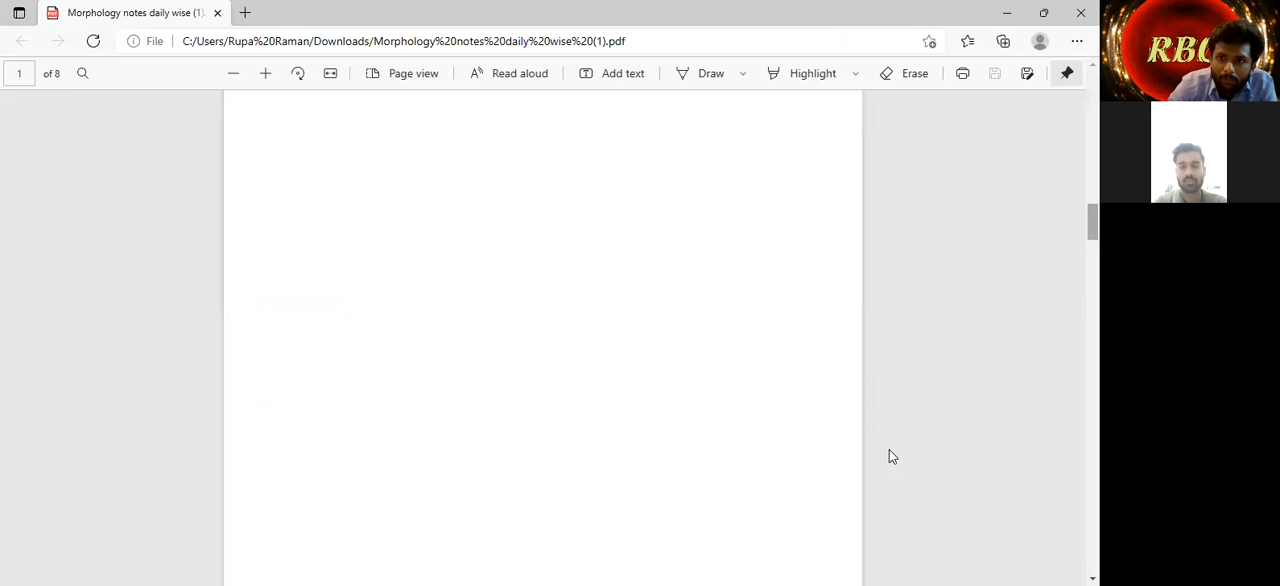 Morphology notes daily wise (1).
File
C:/Users/Rupa%20Raman/Downloads/Morphology%20notes%20daily%20wise%20(1).pdf
1 of 8
Page view
Read aloud
Add text
Draw
Highlight
Erase
RBC